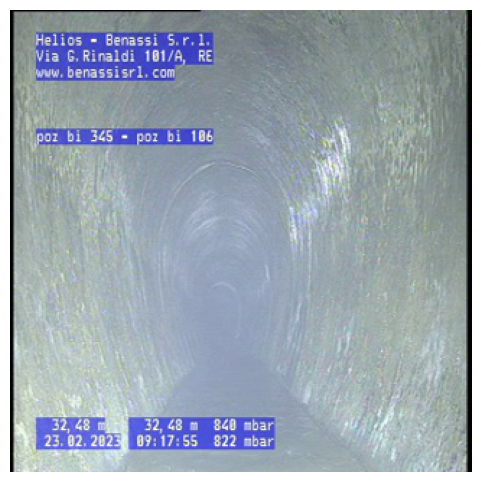 Helios - Benassi S.r.l.
Via G.Rinaldi 101/A, RE
www.benassisrl.com
poz bi 345 - poz bi 106
32,48 m 32,48 m 840 mbar
23.02.2023 09:17:55 822 mbar